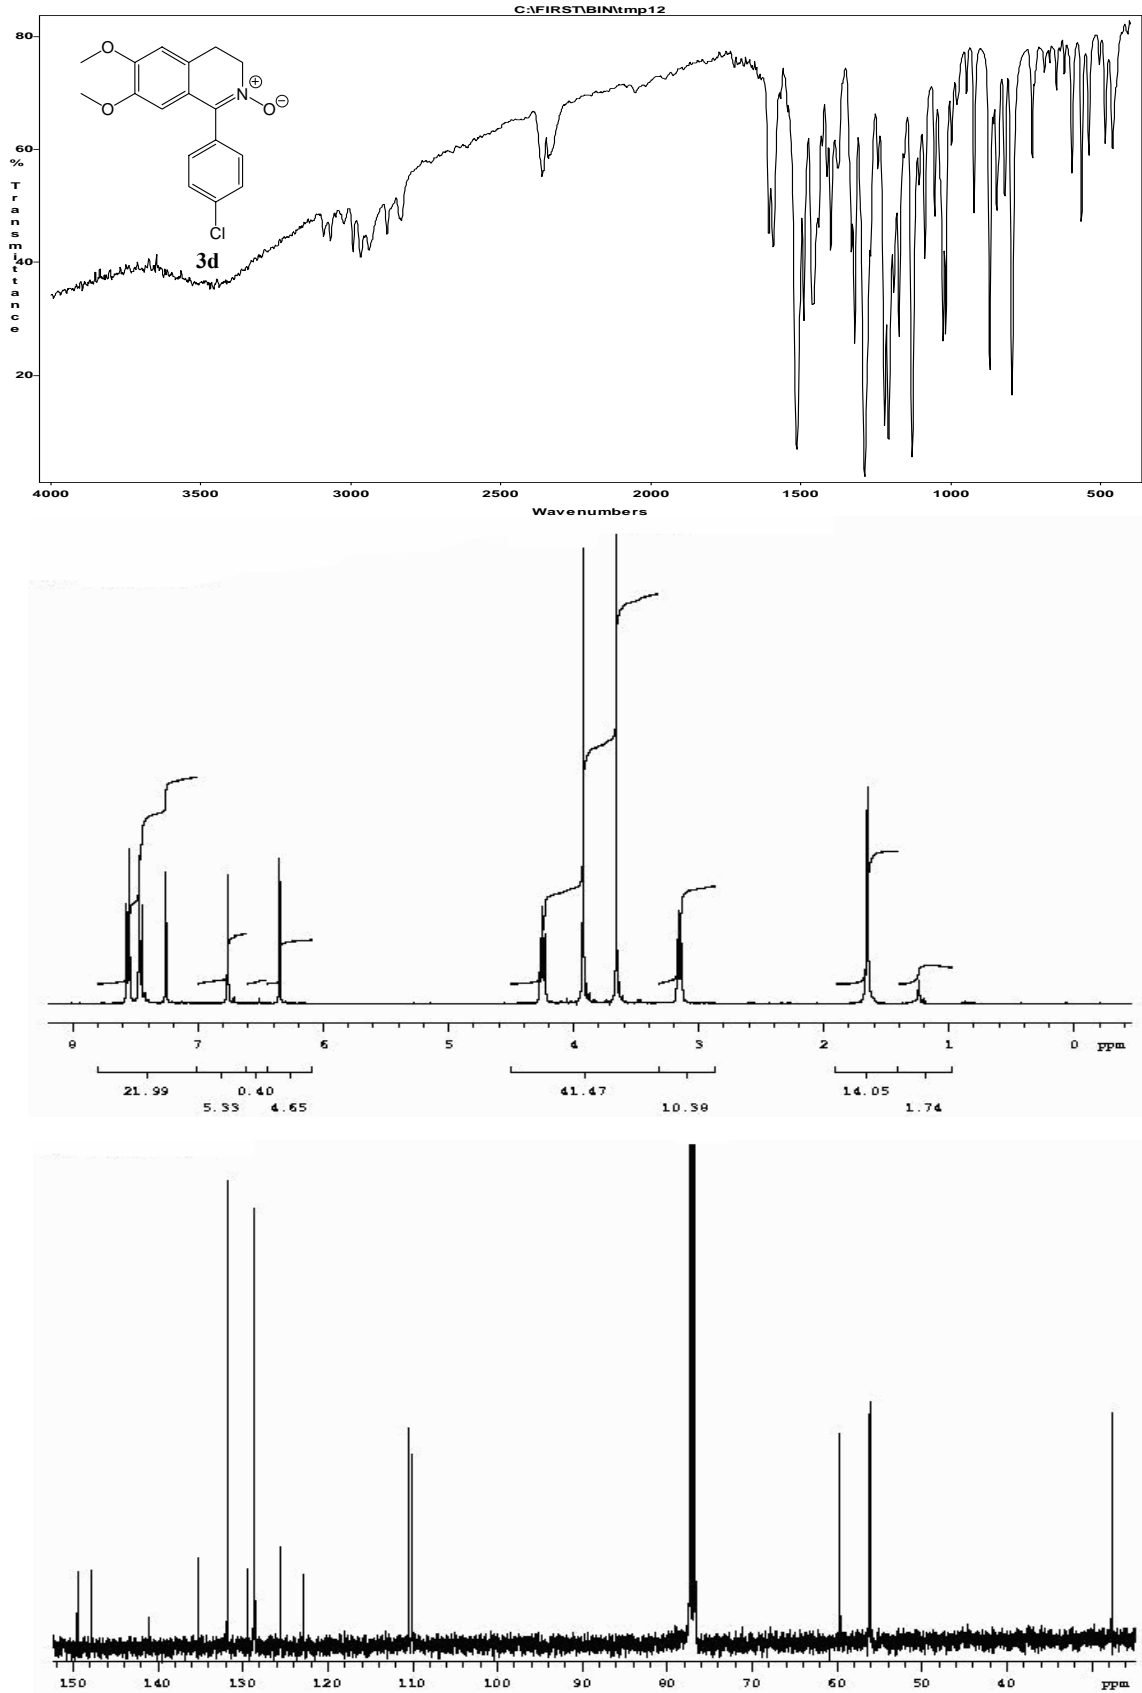 C:\FIRST\BIN\tmp12
80
60
40
20
% Transmittance
O
O
N
⊕
O
⊖
Cl
3d
4000 3500 3000 2500 2000 1500 1000 500
Wavenumbers
8 7 6 5 4 3 2 1 0 ppm
21.99 0.40 41.47 14.05
5.33 4.65 10.38 1.74
150 140 130 120 110 100 90 80 70 60 50 40 ppm